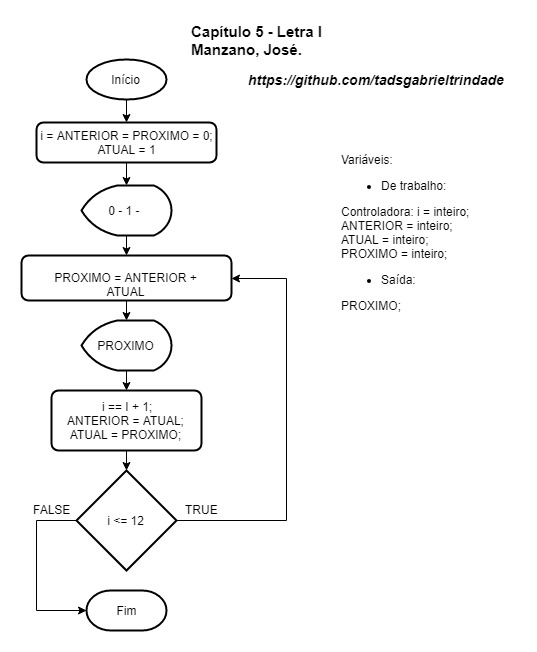 Capítulo 5 - Letra I
Manzano, José.
https://github.com/tadsgabrieltrindade
Início
i = ANTERIOR = PROXIMO = 0;
ATUAL = 1
0 - 1 -
PROXIMO = ANTERIOR +
ATUAL
PROXIMO
i == I + 1;
ANTERIOR = ATUAL;
ATUAL = PROXIMO;
i <= 12
FALSE
TRUE
Fim
Variáveis:
• De trabalho:
Controladora: i = inteiro;
ANTERIOR = inteiro;
ATUAL = inteiro;
PROXIMO = inteiro;
• Saída:
PROXIMO;